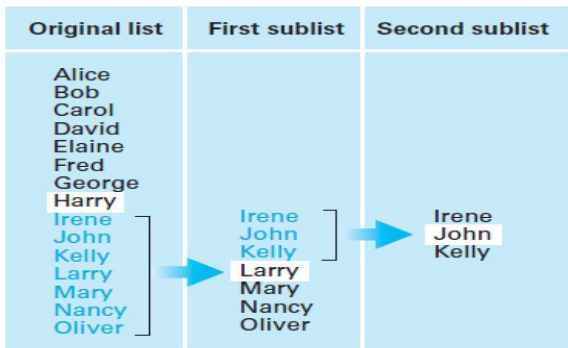 Original list
First sublist
Second sublist
Alice
Bob
Carol
David
Elaine
Fred
George
Harry
Irene
John
Kelly
Larry
Mary
Nancy
Oliver
Irene
John
Kelly
Larry
Mary
Nancy
Oliver
Irene
John
Kelly